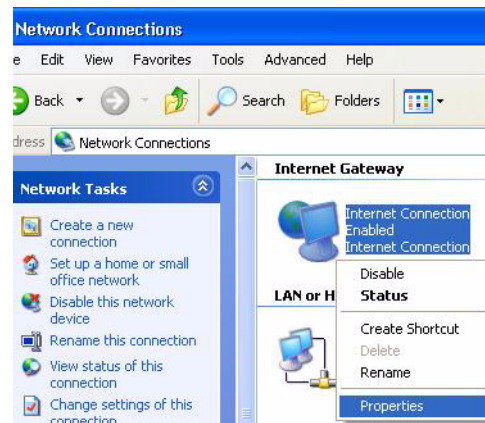 Network Connections
e Edit View Favorites Tools Advanced Help
Back Search Folders
dress Network Connections
Network Tasks
Create a new
connection
Set up a home or small
office network
Disable this network
device
Rename this connection
View status of this
connection
Change settings of this
connection
Internet Gateway
Internet Connection
Enabled
Internet Connection
LAN or H
Disable
Status
Create Shortcut
Delete
Rename
Properties